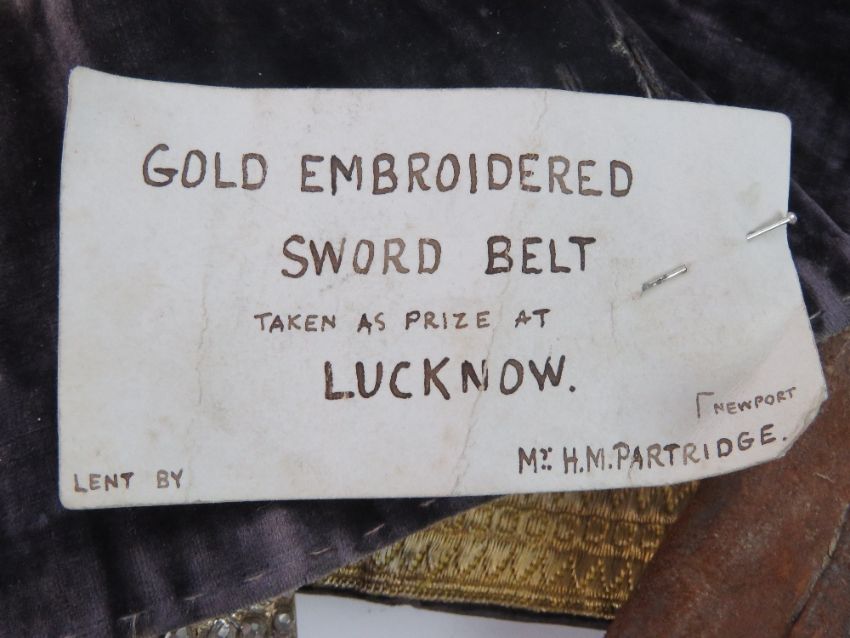 GOLD EMBROIDERED
SWORD BELT
TAKEN AS PRIZE AT
LUCKNOW.
NEWPORT
LENT BY Mr. H.M. PARTRIDGE.